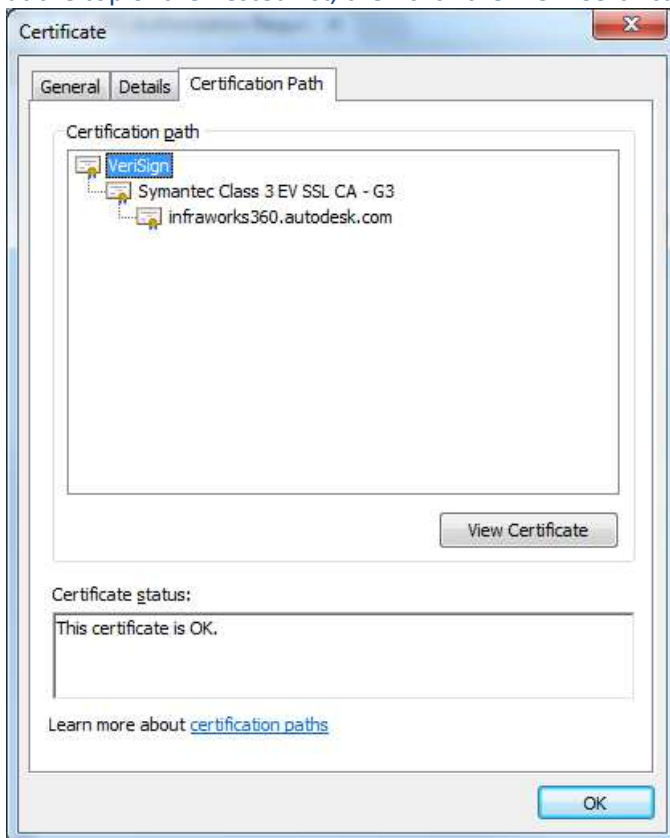 Certificate
General Details Certification Path
Certification path
VeriSign
Symantec Class 3 EV SSL CA - G3
infraworks360.autodesk.com
View Certificate
Certificate status:
This certificate is OK.
Learn more about certification paths
OK